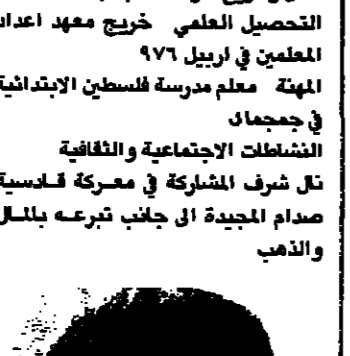 التحصيل العلمي خريج معهد اعداد
المعلمين في اربيل ٩٧٦
المهنة معلم مدرسة فلسطين الابتدائية
في جمجمال
النشاطات الاجتماعية والثقافية
نال شرف المشاركة في معركة قادسية
صدام المجيدة الى جانب تبرعه بالمال
والذهب